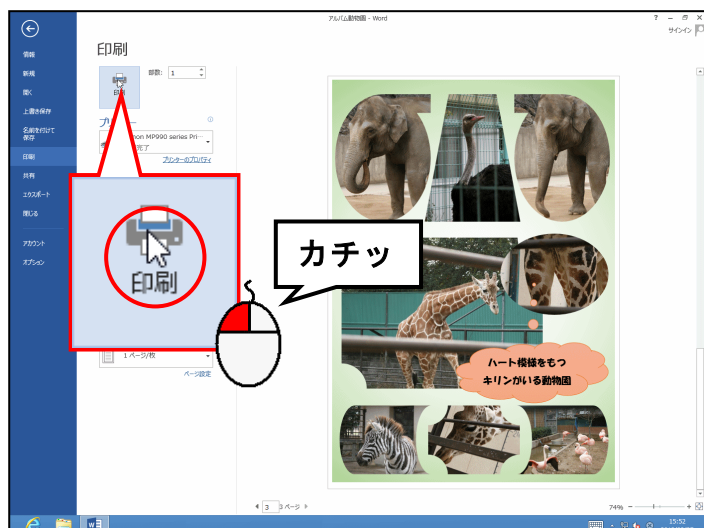 アルバム動物園 - Word
サインイン
情報
新規
開く
上書き保存
名前を付けて
保存
印刷
共有
エクスポート
閉じる
アカウント
オプション
印刷
部数: 1
印刷
on MP990 series Pri…
完了
プリンターのプロパティ
印刷
カチッ
1 ページ/枚
ページ設定
ハート模様をもつ
キリンがいる動物園
3 3 ページ
74%
15:52